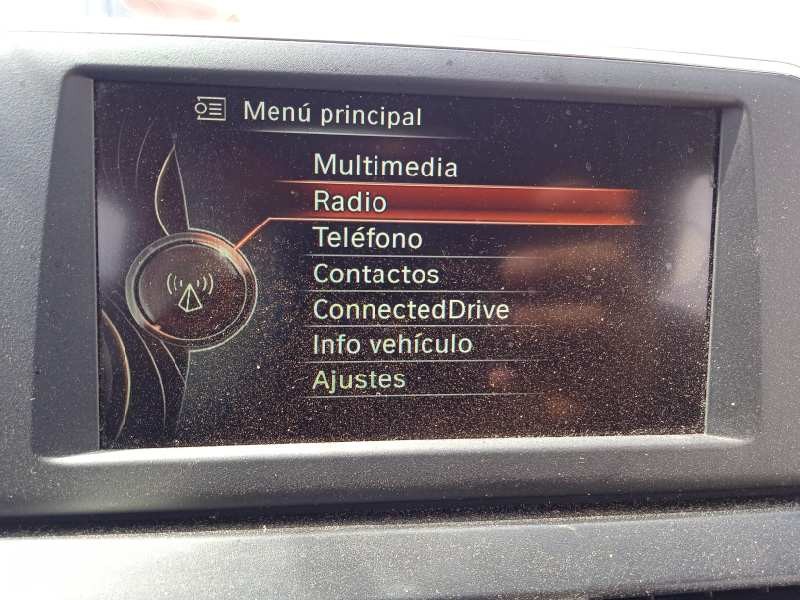 Menú principal
Multimedia
Radio
Teléfono
Contactos
ConnectedDrive
Info vehículo
Ajustes